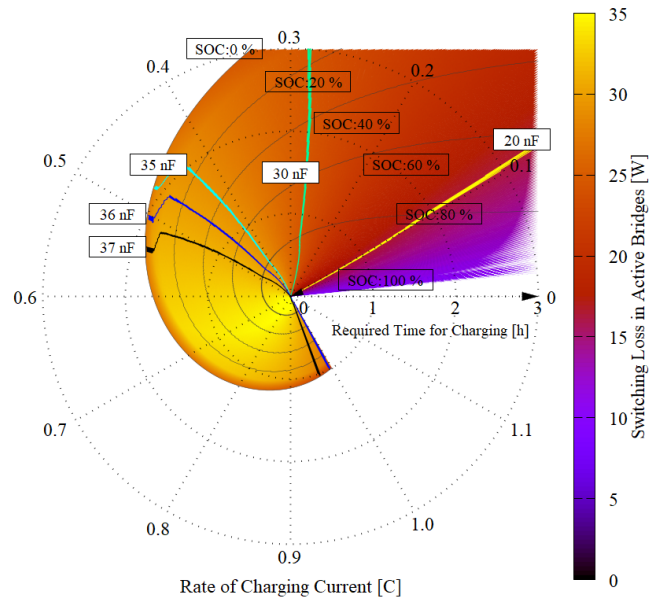 0.3
SOC:0 %
0.4
0.2
SOC:20 %
SOC:40 %
20 nF
35 nF
30 nF
SOC:60 %
0.1
0.5
36 nF
SOC:80 %
37 nF
SOC:100 %
0.6
0 1 2 3 0
Required Time for Charging [h]
0.7
1.1
0.8
1.0
0.9
Rate of Charging Current [C]
35
30
25
20
15
10
5
0
Switching Loss in Active Bridges [W]